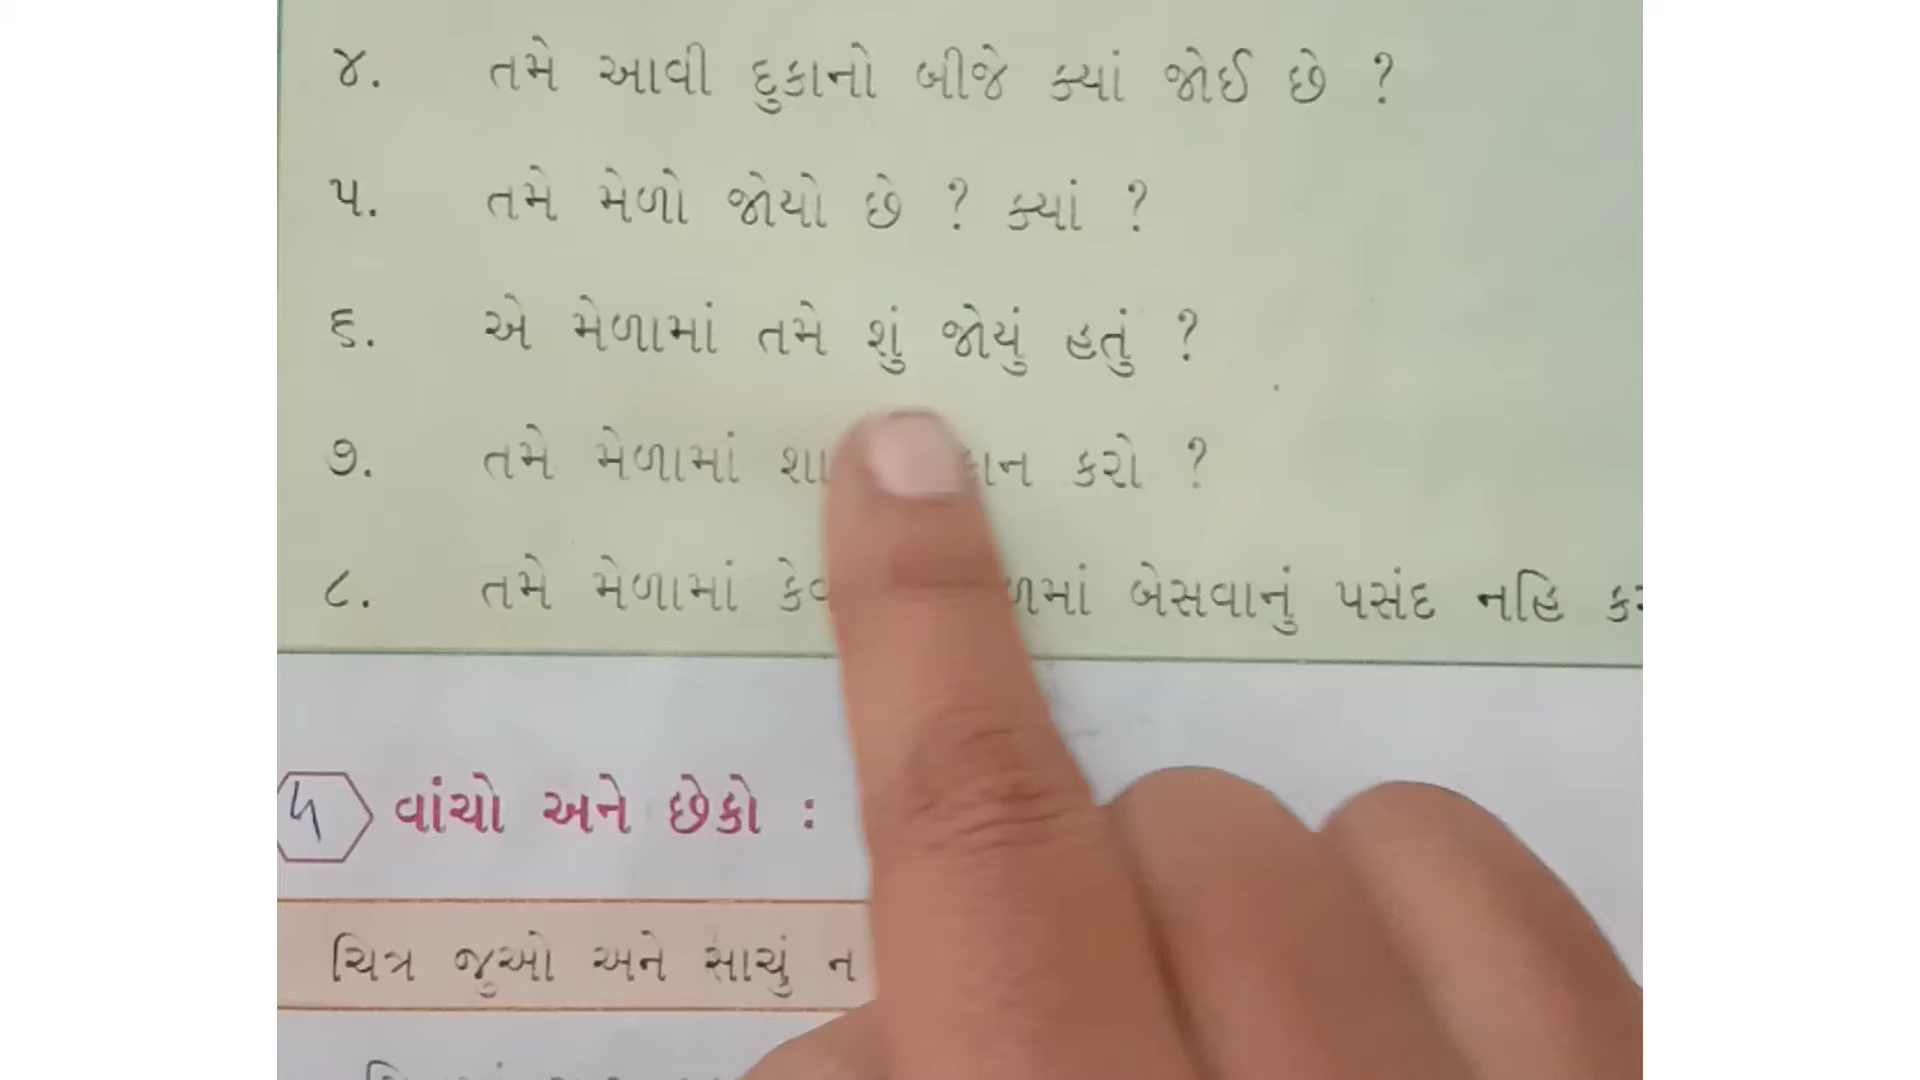 ૪. તમે આવી દુકાનો બીજે ક્યાં જોઈ છે ?
૫. તમે મેળો જોયો છે ? ક્યાં ?
૬. એ મેળામાં તમે શું જોયું હતું ?
૭. તમે મેળામાં કરો ?
૮. તમે મેળામાં બેસવાનું પસંદ નહિ
૫ વાંચો અને છેકો :
ચિત્ર જુઓ અને સાચું ન